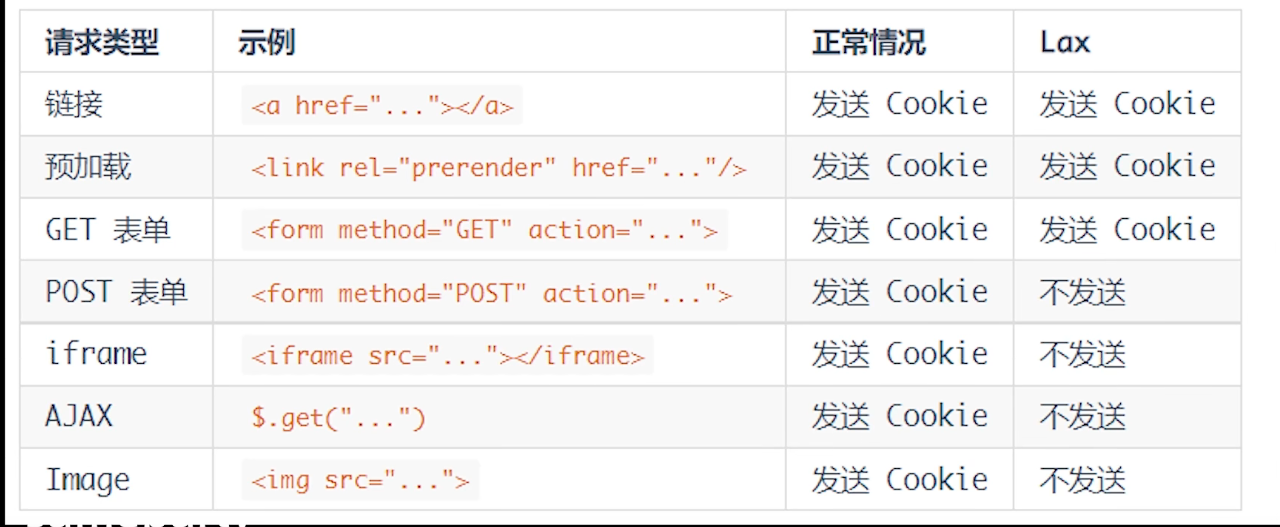 请求类型 示例 正常情况 Lax
链接 <a href="..."></a> 发送 Cookie 发送 Cookie
预加载 <link rel="prerender" href="..."/> 发送 Cookie 发送 Cookie
GET 表单 <form method="GET" action="..."> 发送 Cookie 发送 Cookie
POST 表单 <form method="POST" action="..."> 发送 Cookie 不发送
iframe <iframe src="..."></iframe> 发送 Cookie 不发送
AJAX $.get("...") 发送 Cookie 不发送
Image <img src="..."> 发送 Cookie 不发送